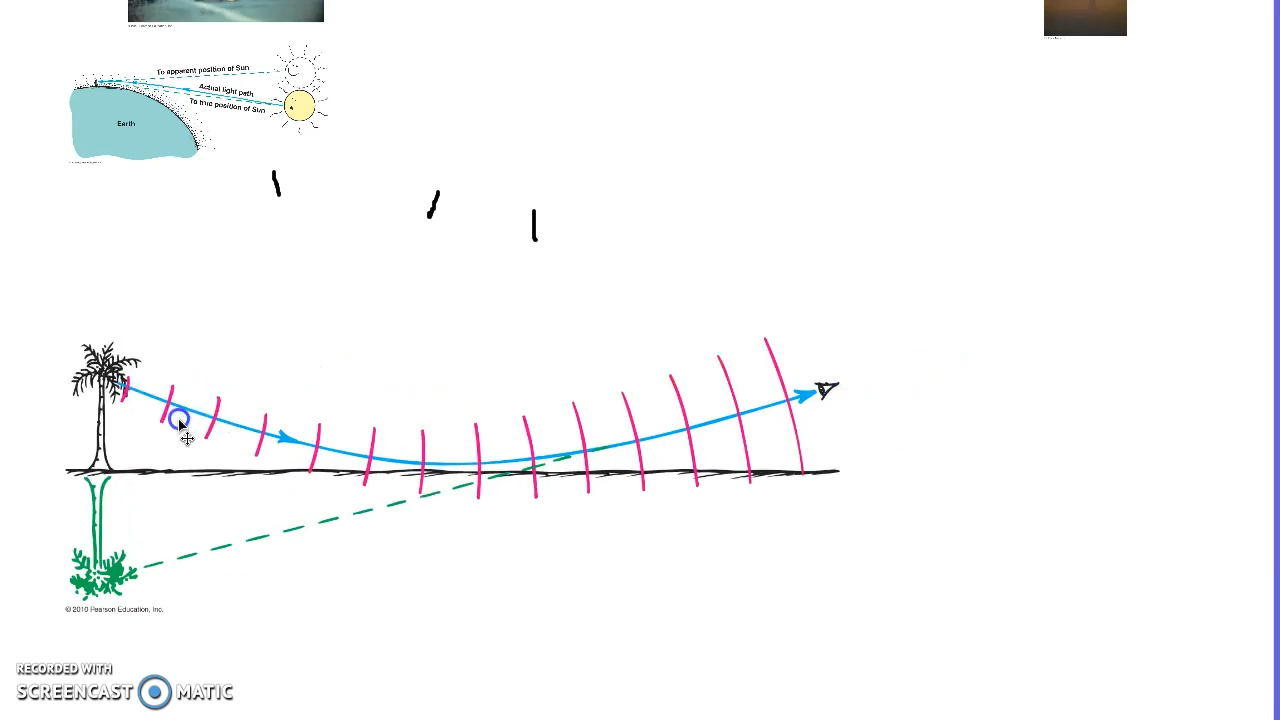 To apparent position of Sun
Actual light path
To true position of Sun
Earth
© 2010 Pearson Education, Inc.
RECORDED WITH
SCREENCAST MATIC